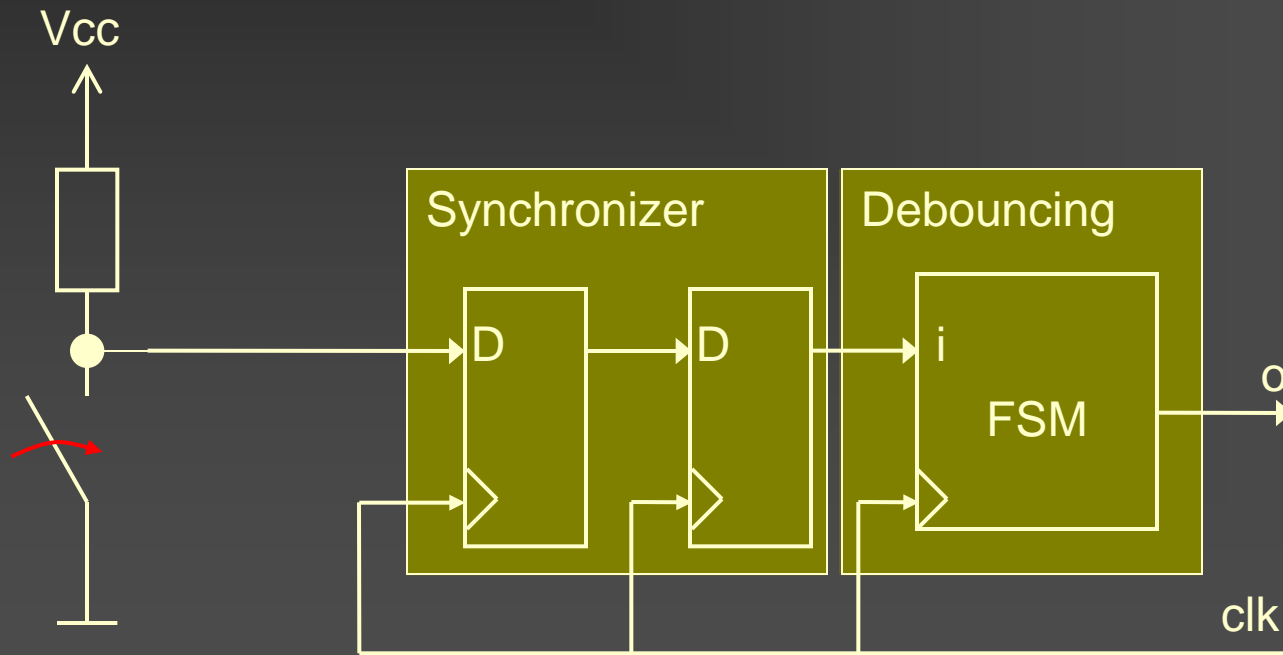 Vcc
Synchronizer
Debouncing
D
D
i
o
FSM
clk